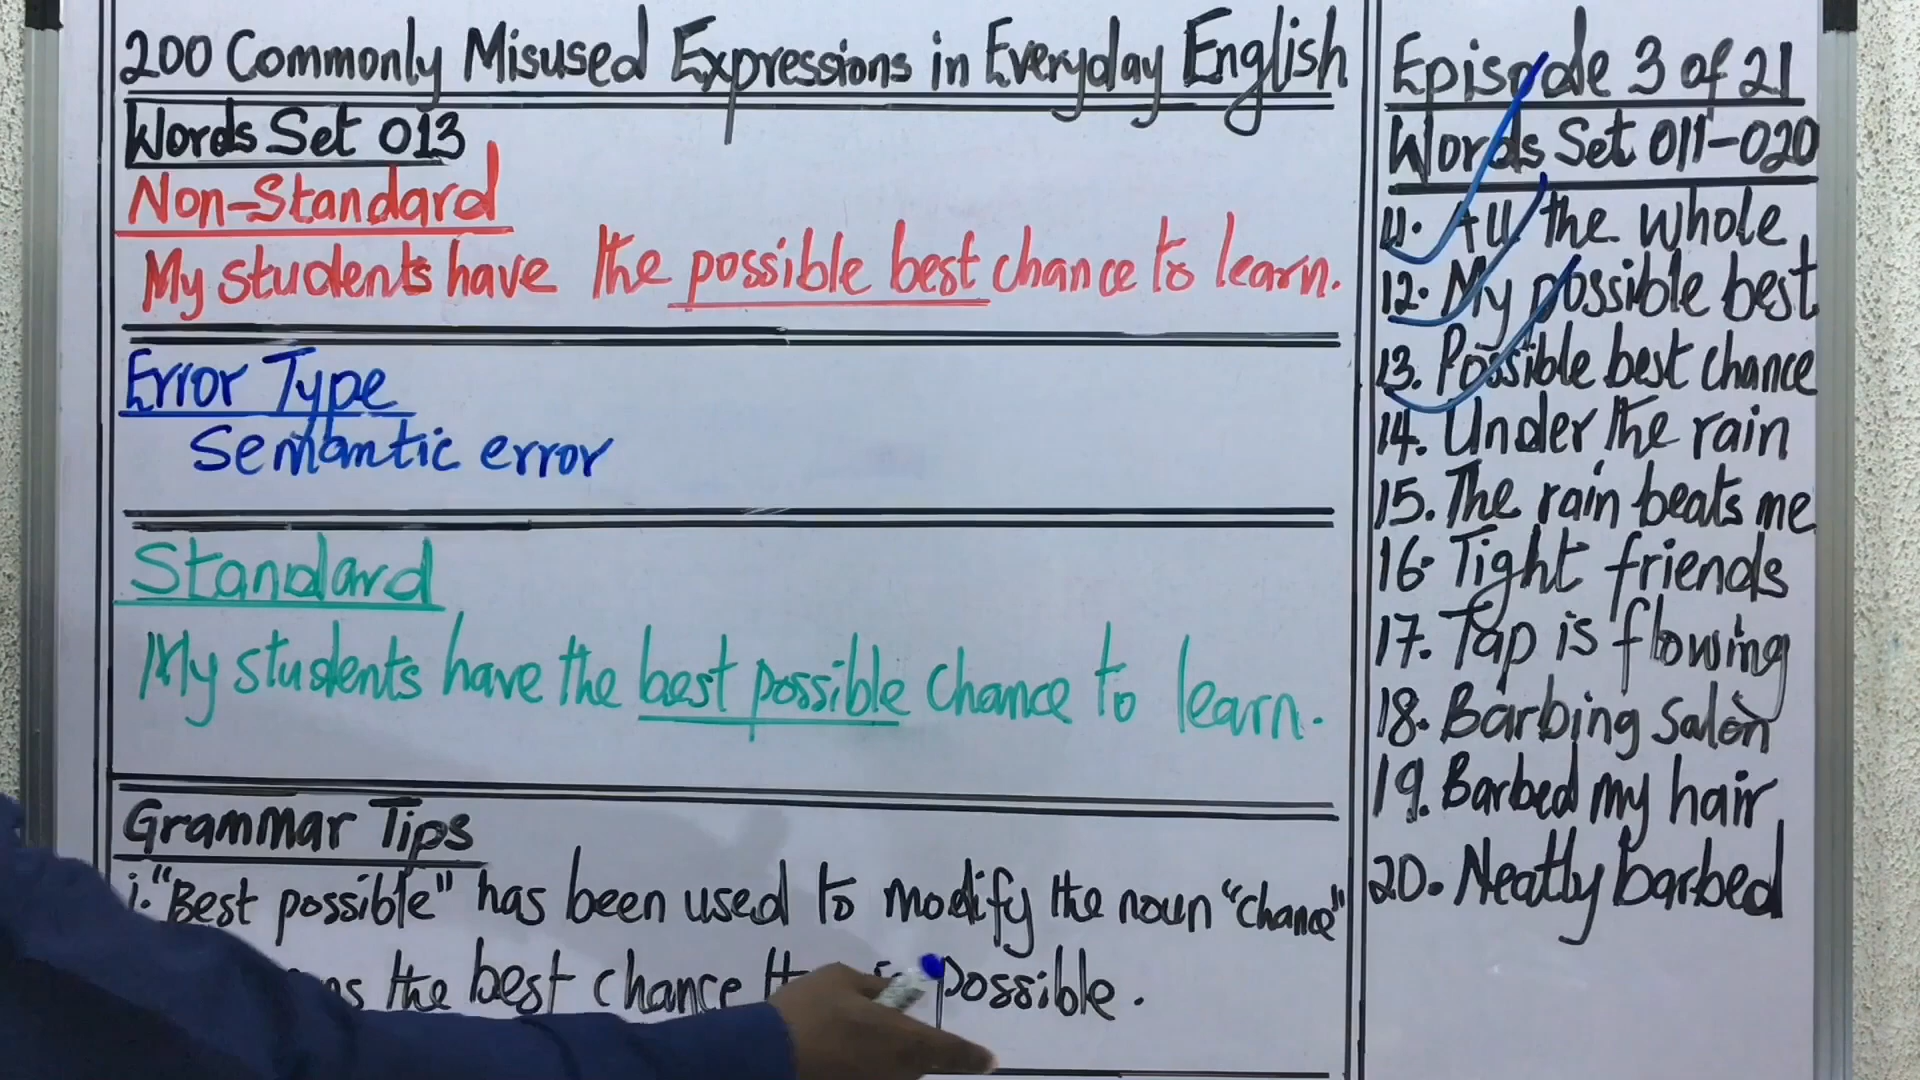 200 Commonly Misused Expressions in Everyday English
Words Set 013
Non-Standard
My students have the possible best chance to learn.
Error Type
Semantic error
Standard
My students have the best possible chance to learn.
Grammar Tips
i. "Best possible" has been used to modify the noun "chance"
the best chance possible.
Episode 3 of 21
Words Set 011-020
11. All the whole
12. My possible best
13. Possible best chance
14. Under the rain
15. The rain beats me
16. Tight friends
17. Tap is flowing
18. Barbing Salon
19. Barbed my hair
20. Neatly barbed